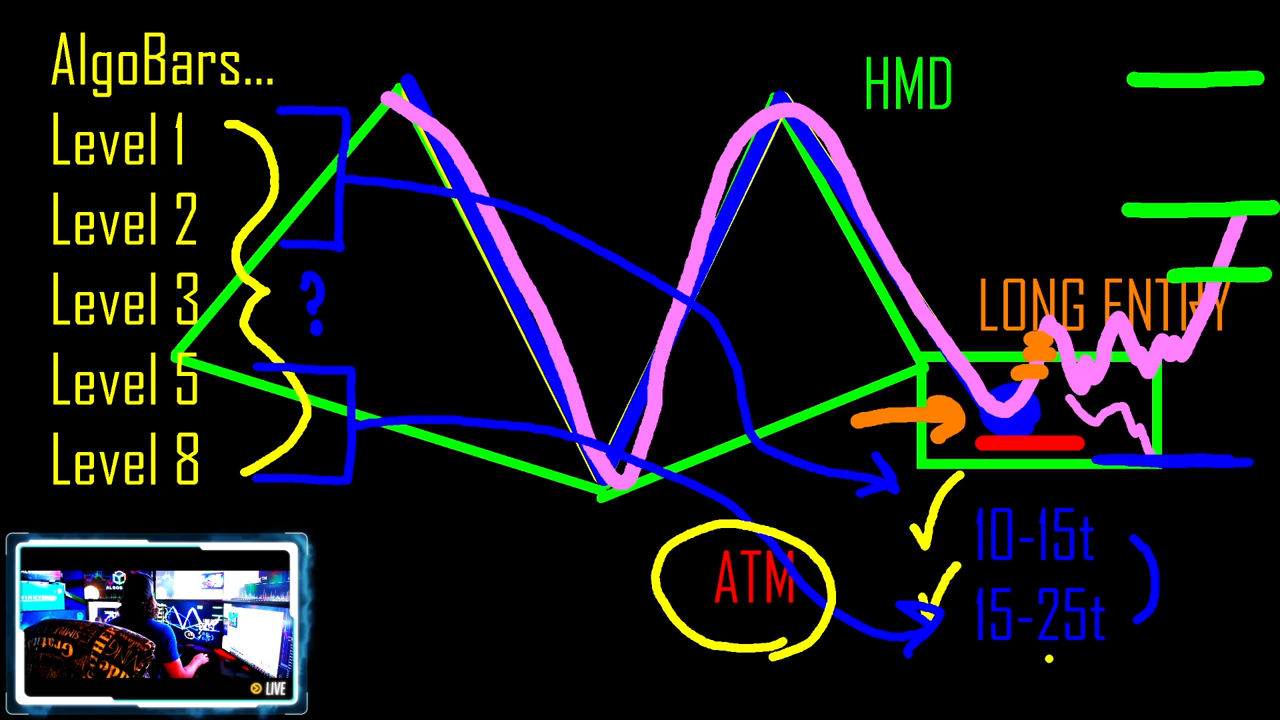 AlgoBars...
Level 1
Level 2
Level 3
Level 5
Level 8
?
HMD
LONG ENTRY
ATM
10-15t
15-25t
LIVE